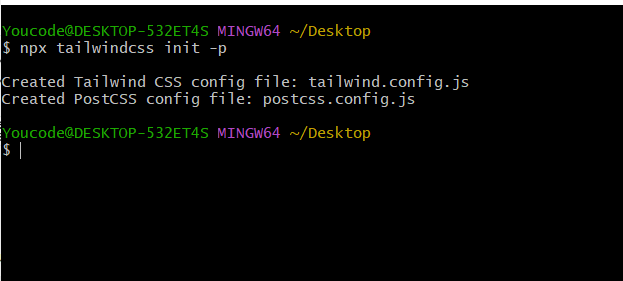 Youcode@DESKTOP-532ET4S MINGW64 ~/Desktop
$ npx tailwindcss init -p
Created Tailwind CSS config file: tailwind.config.js
Created PostCSS config file: postcss.config.js
Youcode@DESKTOP-532ET4S MINGW64 ~/Desktop
$